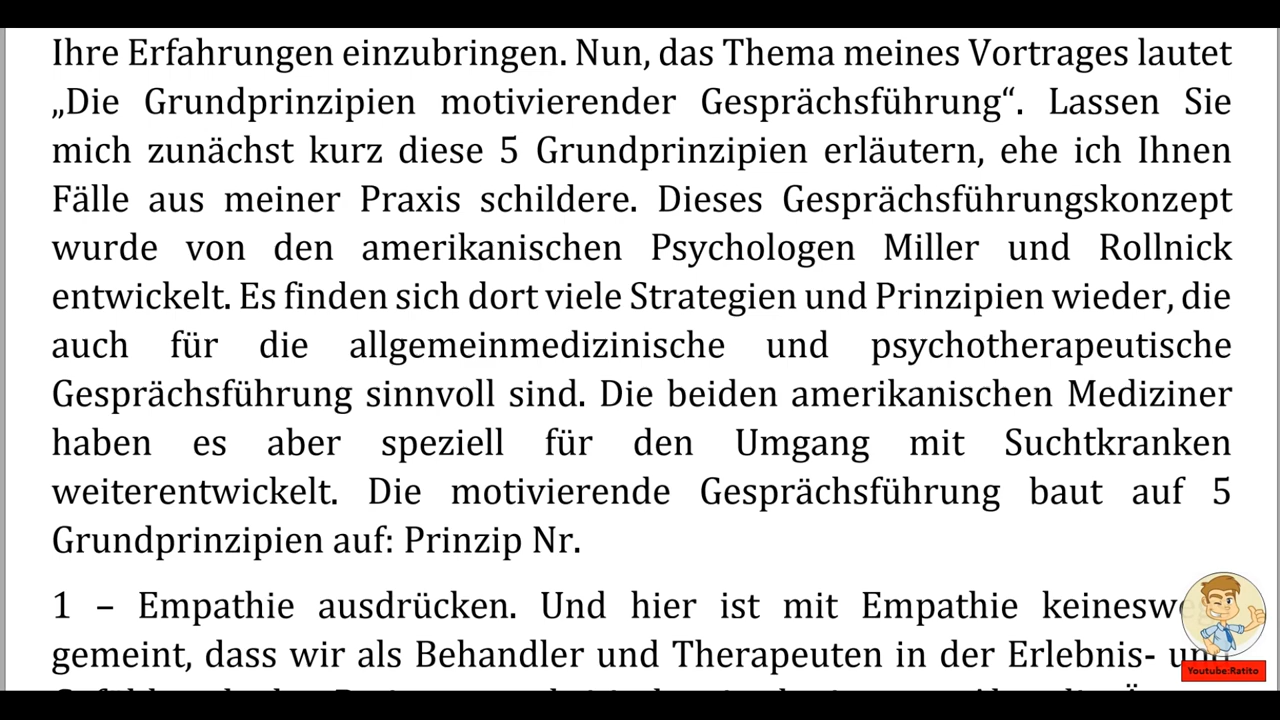 Ihre Erfahrungen einzubringen. Nun, das Thema meines Vortrages lautet
„Die Grundprinzipien motivierender Gesprächsführung“. Lassen Sie
mich zunächst kurz diese 5 Grundprinzipien erläutern, ehe ich Ihnen
Fälle aus meiner Praxis schildere. Dieses Gesprächsführungskonzept
wurde von den amerikanischen Psychologen Miller und Rollnick
entwickelt. Es finden sich dort viele Strategien und Prinzipien wieder, die
auch für die allgemeinmedizinische und psychotherapeutische
Gesprächsführung sinnvoll sind. Die beiden amerikanischen Mediziner
haben es aber speziell für den Umgang mit Suchtkranken
weiterentwickelt. Die motivierende Gesprächsführung baut auf 5
Grundprinzipien auf: Prinzip Nr.
1 – Empathie ausdrücken. Und hier ist mit Empathie keineswegs
gemeint, dass wir als Behandler und Therapeuten in der Erlebnis- und
Youtube:Ratito